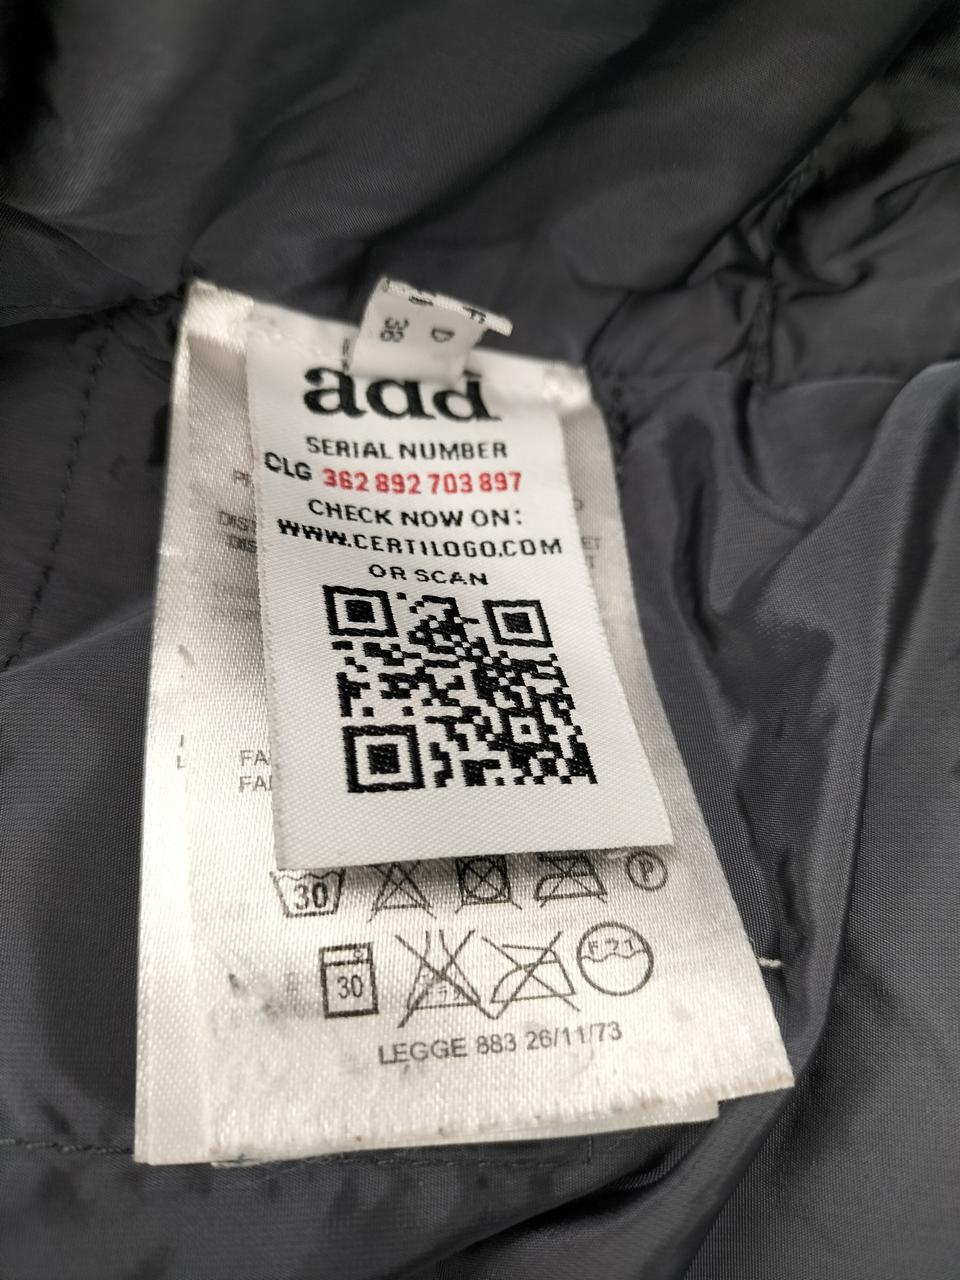 D
38
add
SERIAL NUMBER
CLG 362 892 703 897
CHECK NOW ON:
WWW.CERTILOGO.COM
OR SCAN
30
P
30
LEGGE 883 26/11/73